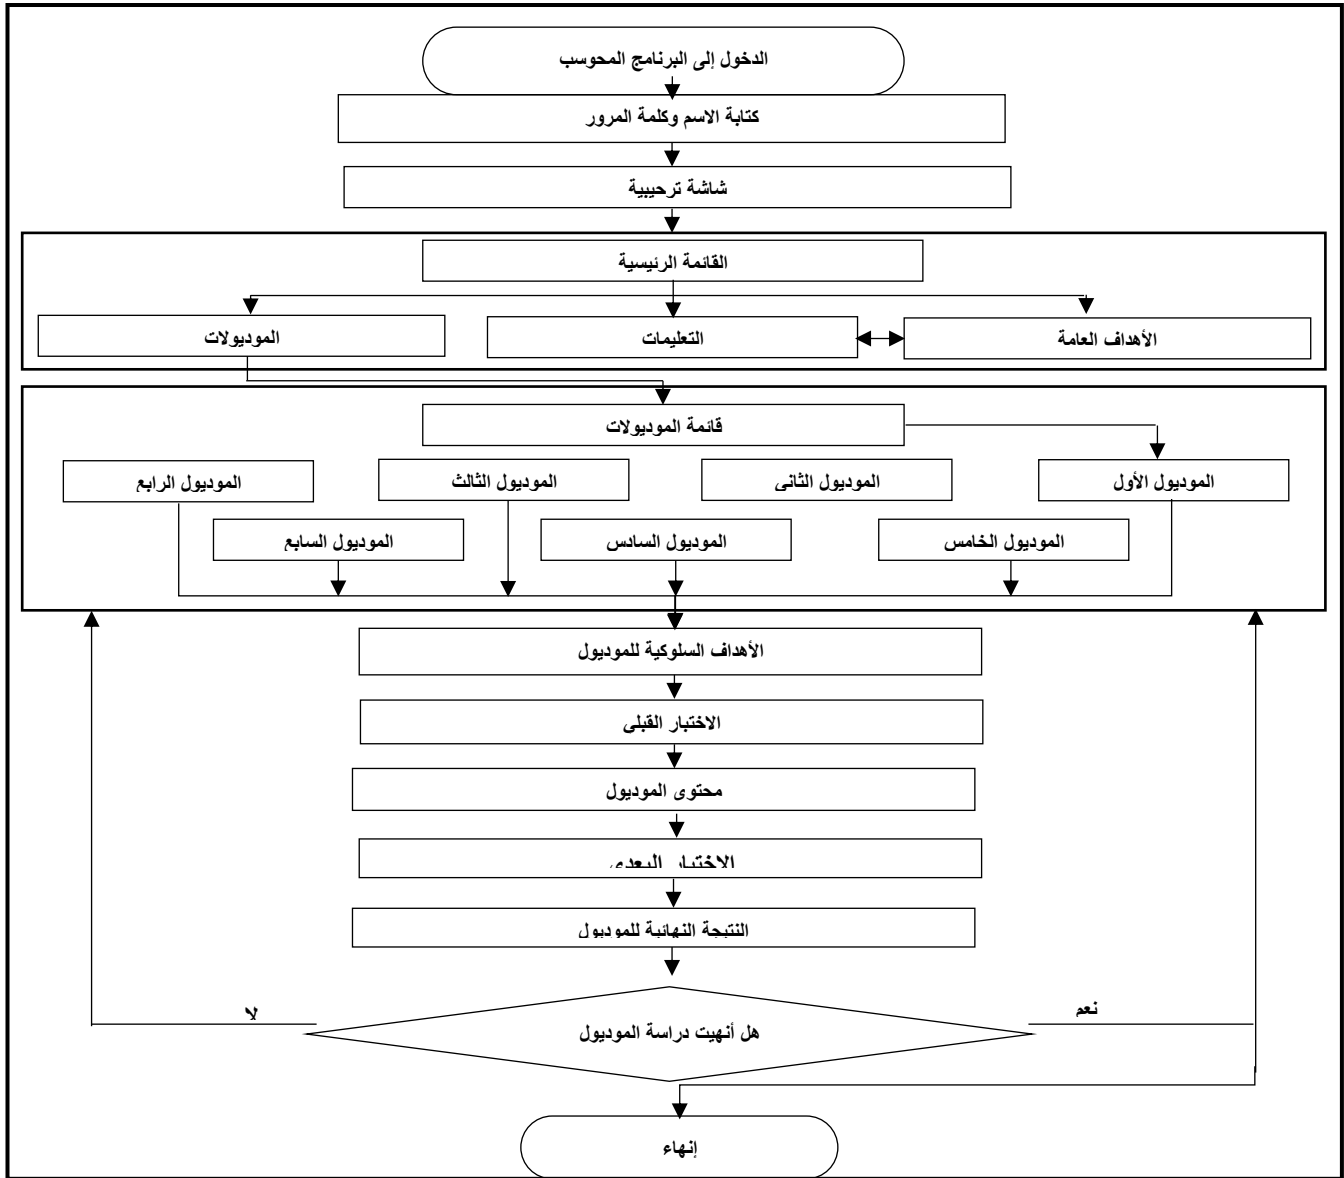 الدخول إلى البرنامج المحوسب
كتابة الاسم وكلمة المرور
شاشة ترحيبية
القائمة الرئيسية
الأهداف العامة
التعليمات
الموديولات
قائمة الموديولات
الموديول الأول
الموديول الثانى
الموديول الثالث
الموديول الرابع
الموديول الخامس
الموديول السادس
الموديول السابع
الأهداف السلوكية للموديول
الاختبار القبلى
محتوى الموديول
الاختبار البعدى
النتيجة النهائية للموديول
نعم
هل أنهيت دراسة الموديول
لا
إنهاء